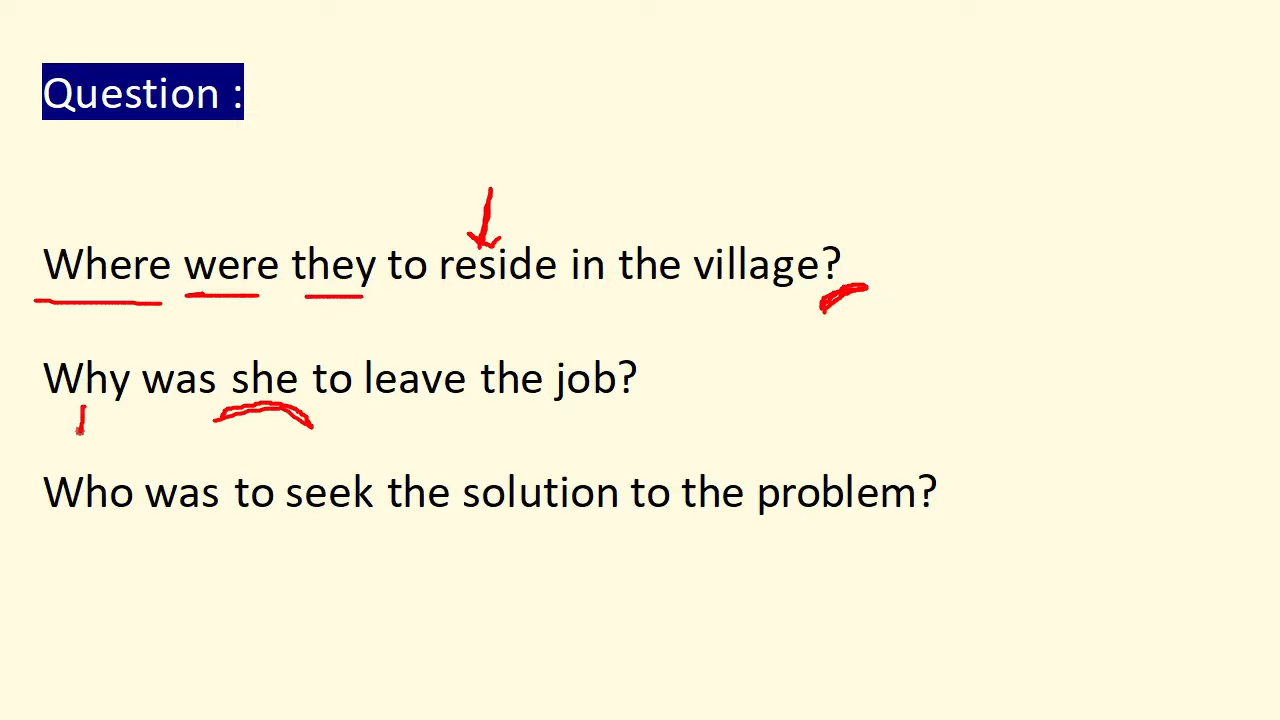 Question :
Where were they to reside in the village?
Why was she to leave the job?
Who was to seek the solution to the problem?